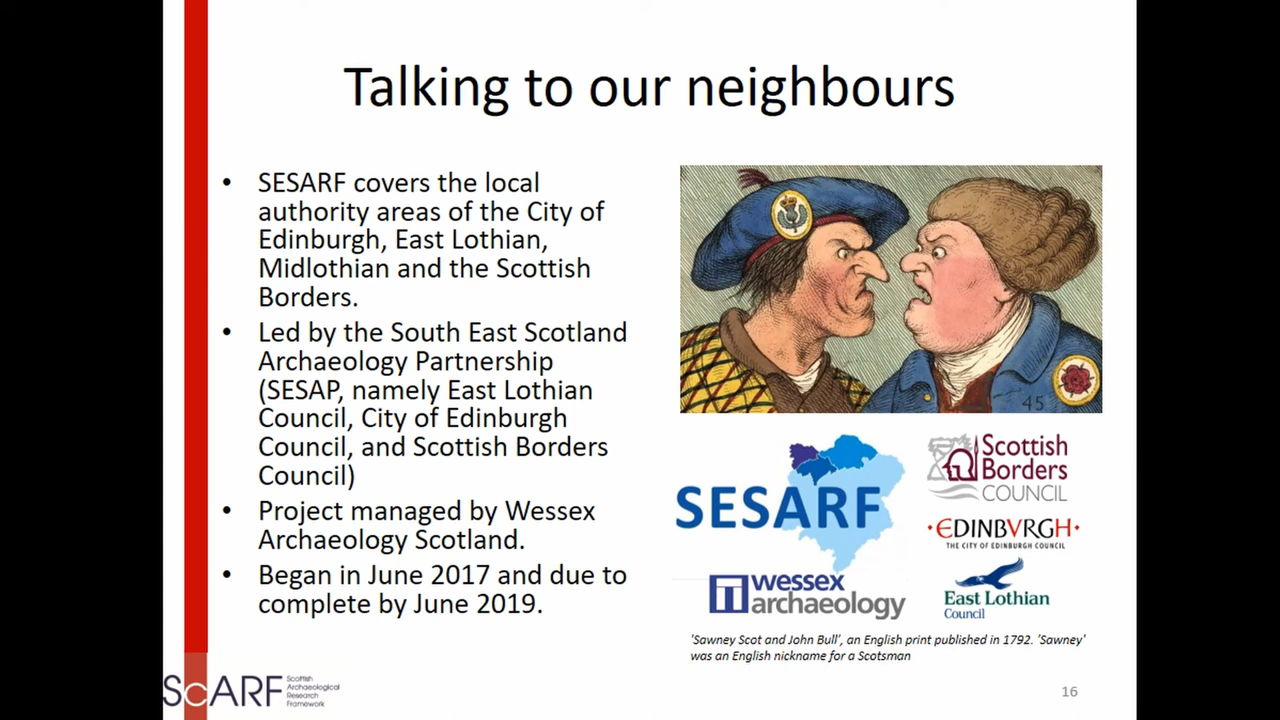 Talking to our neighbours
• SESARF covers the local
authority areas of the City of
Edinburgh, East Lothian,
Midlothian and the Scottish
Borders.
• Led by the South East Scotland
Archaeology Partnership
(SESAP, namely East Lothian
Council, City of Edinburgh
Council, and Scottish Borders
Council)
• Project managed by Wessex
Archaeology Scotland.
• Began in June 2017 and due to
complete by June 2019.
45
SESARF
Scottish
Borders
COUNCIL
•EDINBVRGH•
THE CITY OF EDINBURGH COUNCIL
wessex
archaeology
East Lothian
Council
'Sawney Scot and John Bull', an English print published in 1792. 'Sawney'
was an English nickname for a Scotsman
ScARF
Scottish
Archaeological
Research
Framework
16